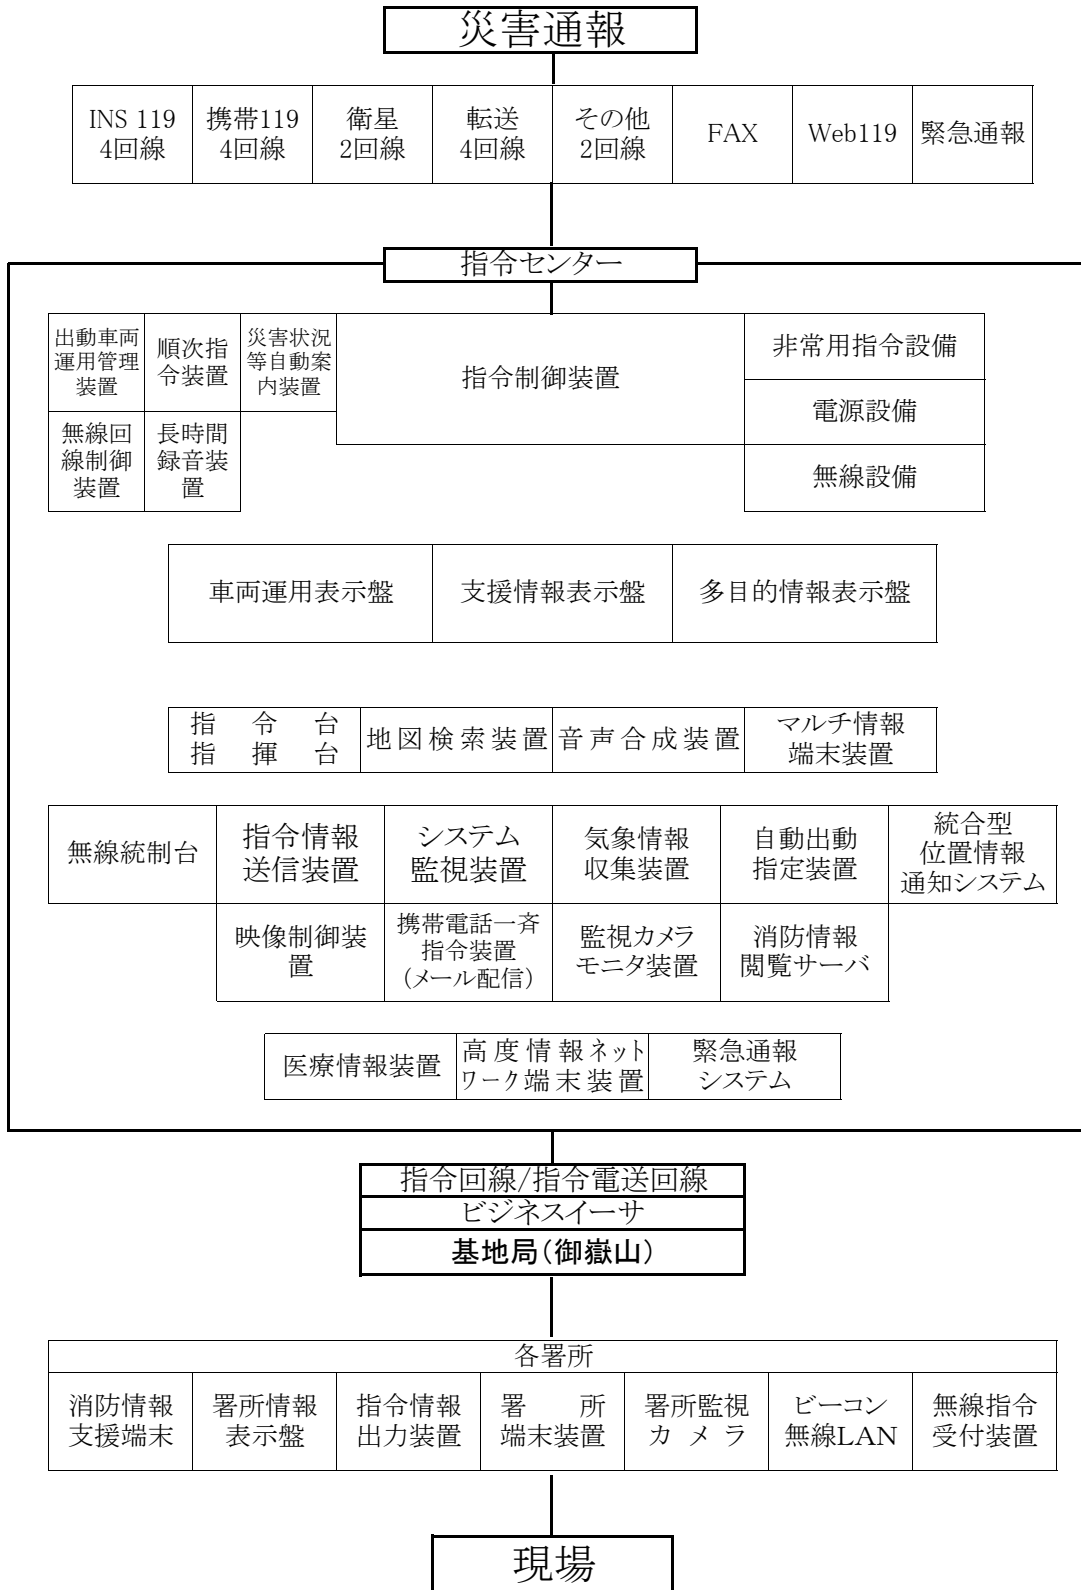 災害通報
INS 119
4回線
携帯119
4回線
衛星
2回線
転送
4回線
その他
2回線
FAX
Web119
緊急通報
指令センター
出動車両
運用管理
装置
順次指
令装置
災害状況
等自動案
内装置
指令制御装置
非常用指令設備
電源設備
無線回
線制御
装置
長時間
録音装
置
無線設備
車両運用表示盤
支援情報表示盤
多目的情報表示盤
指令台
指揮台
地図検索装置
音声合成装置
マルチ情報
端末装置
無線統制台
指令情報
送信装置
システム
監視装置
気象情報
収集装置
自動出動
指定装置
統合型
位置情報
通知システム
映像制御装
置
携帯電話一斉
指令装置
(メール配信)
監視カメラ
モニタ装置
消防情報
閲覧サーバ
医療情報装置
高度情報ネット
ワーク端末装置
緊急通報
システム
指令回線/指令電送回線
ビジネスイーサ
基地局(御嶽山)
各署所
消防情報
支援端末
署所情報
表示盤
指令情報
出力装置
署所
端末装置
署所監視
カメラ
ビーコン
無線LAN
無線指令
受付装置
現場